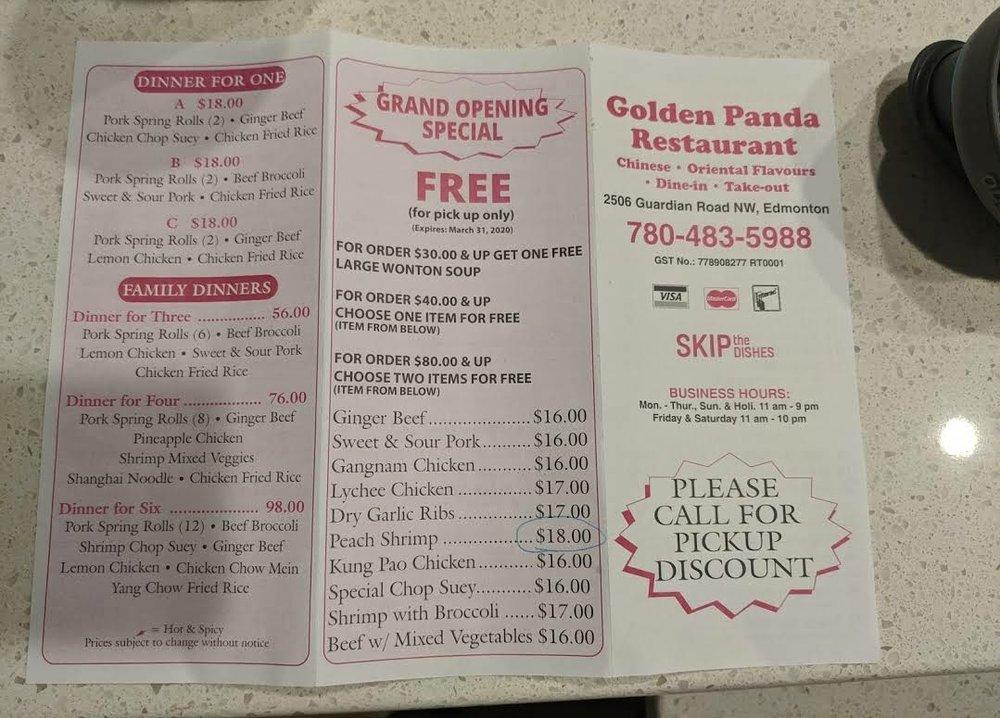 DINNER FOR ONE
A $18.00
Pork Spring Rolls (2) • Ginger Beef
Chicken Chop Suey • Chicken Fried Rice
B $18.00
Pork Spring Rolls (2) • Beef Broccoli
Sweet & Sour Pork • Chicken Fried Rice
C $18.00
Pork Spring Rolls (2) • Ginger Beef
Lemon Chicken • Chicken Fried Rice
FAMILY DINNERS
Dinner for Three ................ 56.00
Pork Spring Rolls (6) • Beef Broccoli
Lemon Chicken • Sweet & Sour Pork
Chicken Fried Rice
Dinner for Four .................. 76.00
Pork Spring Rolls (8) • Ginger Beef
Pineapple Chicken
Shrimp Mixed Veggies
Shanghai Noodle • Chicken Fried Rice
Dinner for Six .................... 98.00
Pork Spring Rolls (12) • Beef Broccoli
Shrimp Chop Suey • Ginger Beef
Lemon Chicken • Chicken Chow Mein
Yang Chow Fried Rice
= Hot & Spicy
Prices subject to change without notice
GRAND OPENING
SPECIAL
FREE
(for pick up only)
(Expires: March 31, 2020)
FOR ORDER $30.00 & UP GET ONE FREE
LARGE WONTON SOUP
FOR ORDER $40.00 & UP
CHOOSE ONE ITEM FOR FREE
(ITEM FROM BELOW)
FOR ORDER $80.00 & UP
CHOOSE TWO ITEMS FOR FREE
(ITEM FROM BELOW)
Ginger Beef ...................... $16.00
Sweet & Sour Pork .......... $16.00
Gangnam Chicken ........... $16.00
Lychee Chicken ............... $17.00
Dry Garlic Ribs ................ $17.00
Peach Shrimp ................... $18.00
Kung Pao Chicken ........... $16.00
Special Chop Suey ........... $16.00
Shrimp with Broccoli ...... $17.00
Beef w/ Mixed Vegetables $16.00
Golden Panda
Restaurant
Chinese • Oriental Flavours
• Dine-in • Take-out
2506 Guardian Road NW, Edmonton
780-483-5988
GST No.: 778908277 RT0001
VISA MasterCard
SKIP the DISHES
BUSINESS HOURS:
Mon. - Thur., Sun. & Holi. 11 am - 9 pm
Friday & Saturday 11 am - 10 pm
PLEASE
CALL FOR
PICKUP
DISCOUNT